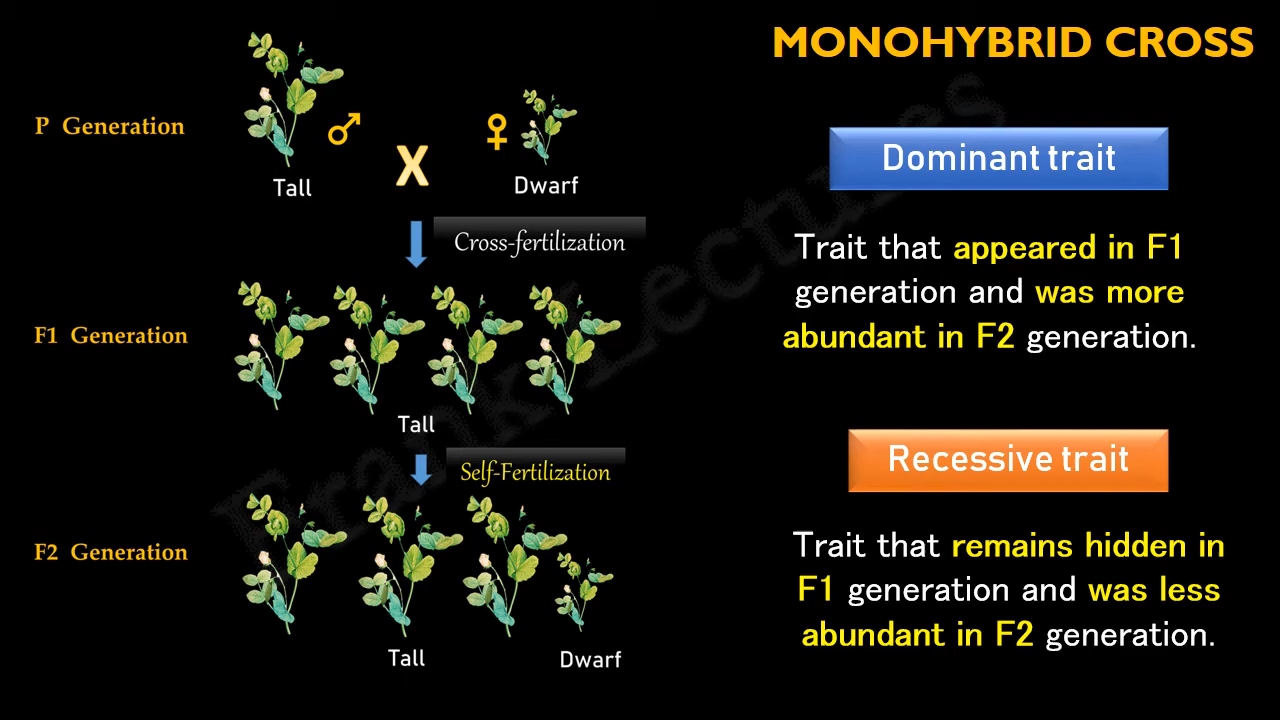 MONOHYBRID CROSS
P Generation
♂
X
♀
Tall
Dwarf
Cross-fertilization
F1 Generation
Tall
Self-Fertilization
F2 Generation
Tall
Dwarf
Dominant trait
Trait that appeared in F1
generation and was more
abundant in F2 generation.
Recessive trait
Trait that remains hidden in
F1 generation and was less
abundant in F2 generation.
Frank Lectures